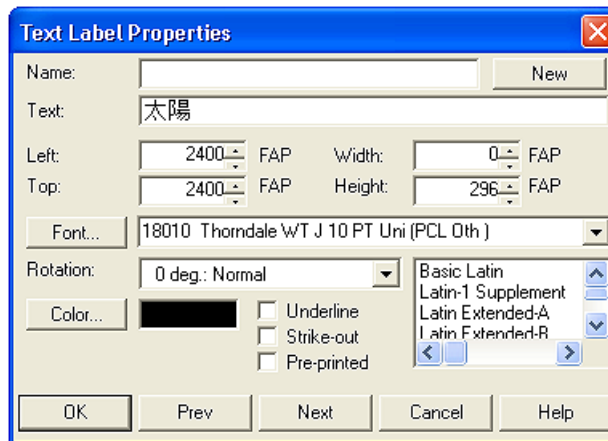 Text Label Properties
Name: New
Text: 太陽
Left: 2400 FAP Width: 0 FAP
Top: 2400 FAP Height: 296 FAP
Font... 18010 Thorndale WT J 10 PT Uni (PCL Oth )
Rotation: 0 deg.: Normal
Basic Latin
Latin-1 Supplement
Latin Extended-A
Latin Extended-B
Color... Underline
Strike-out
Pre-printed
OK Prev Next Cancel Help